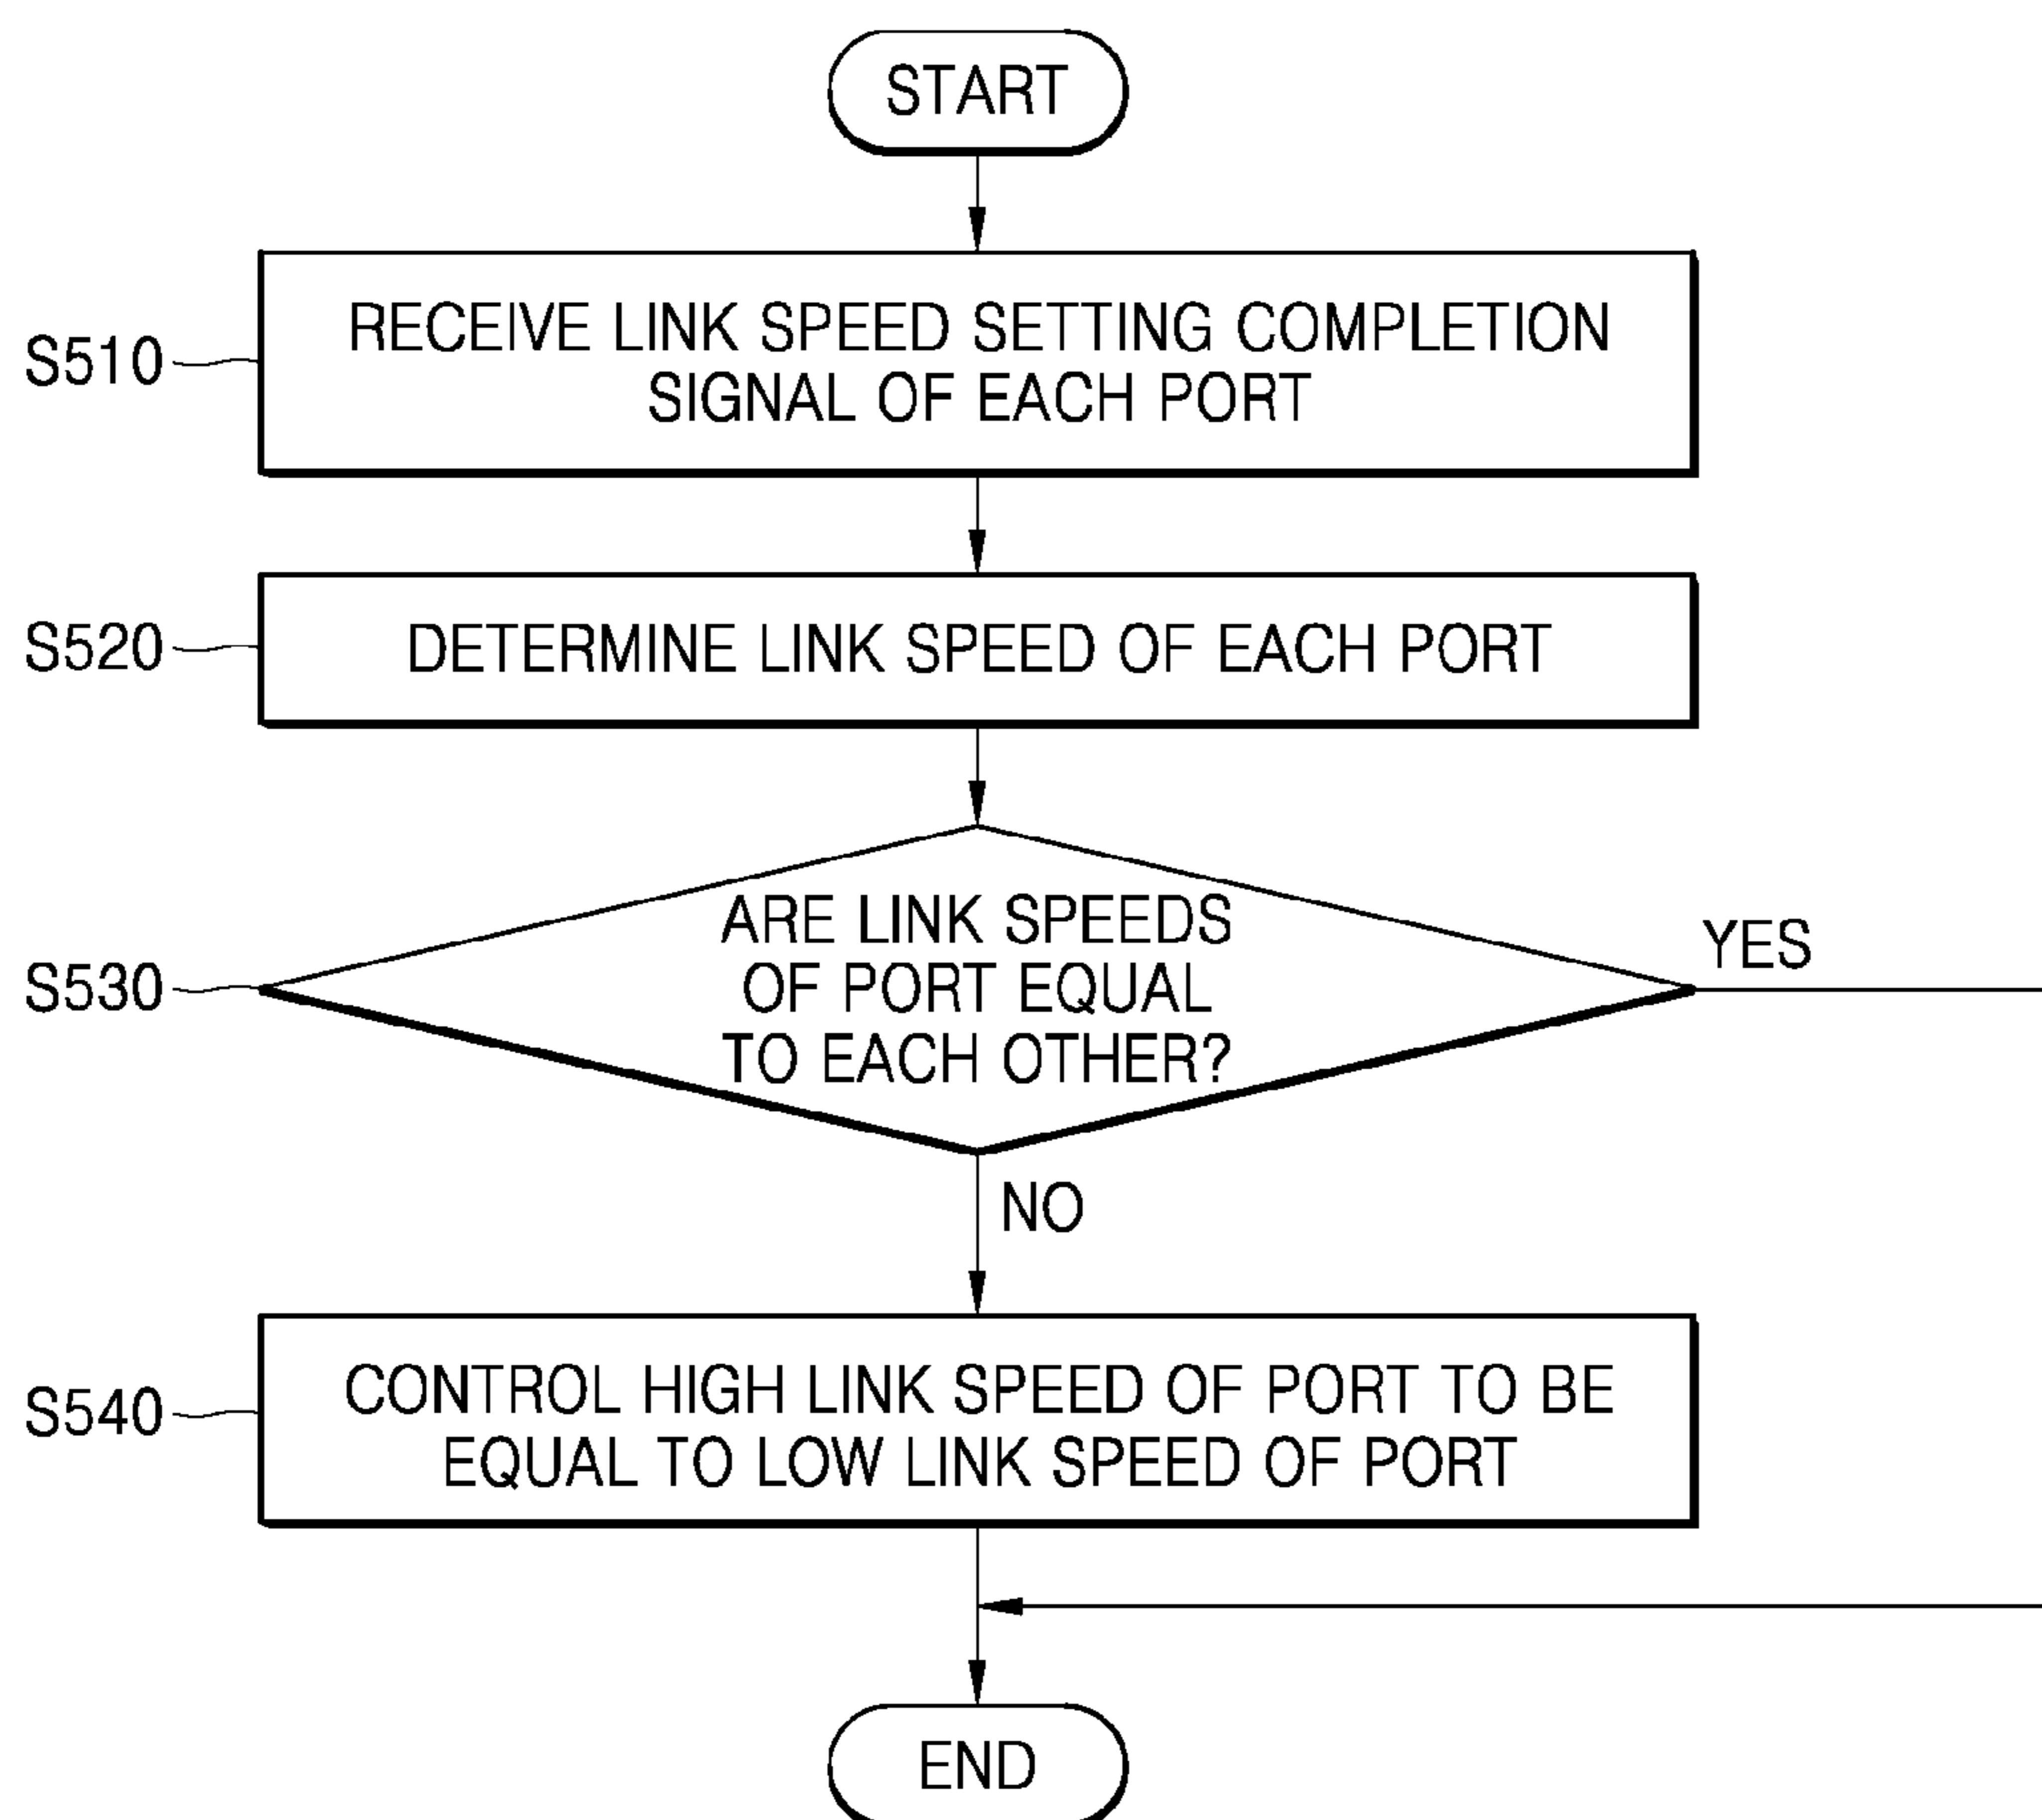 START
S510
RECEIVE LINK SPEED SETTING COMPLETION
SIGNAL OF EACH PORT
S520
DETERMINE LINK SPEED OF EACH PORT
S530
ARE LINK SPEEDS
OF PORT EQUAL
TO EACH OTHER?
YES
NO
S540
CONTROL HIGH LINK SPEED OF PORT TO BE
EQUAL TO LOW LINK SPEED OF PORT
END